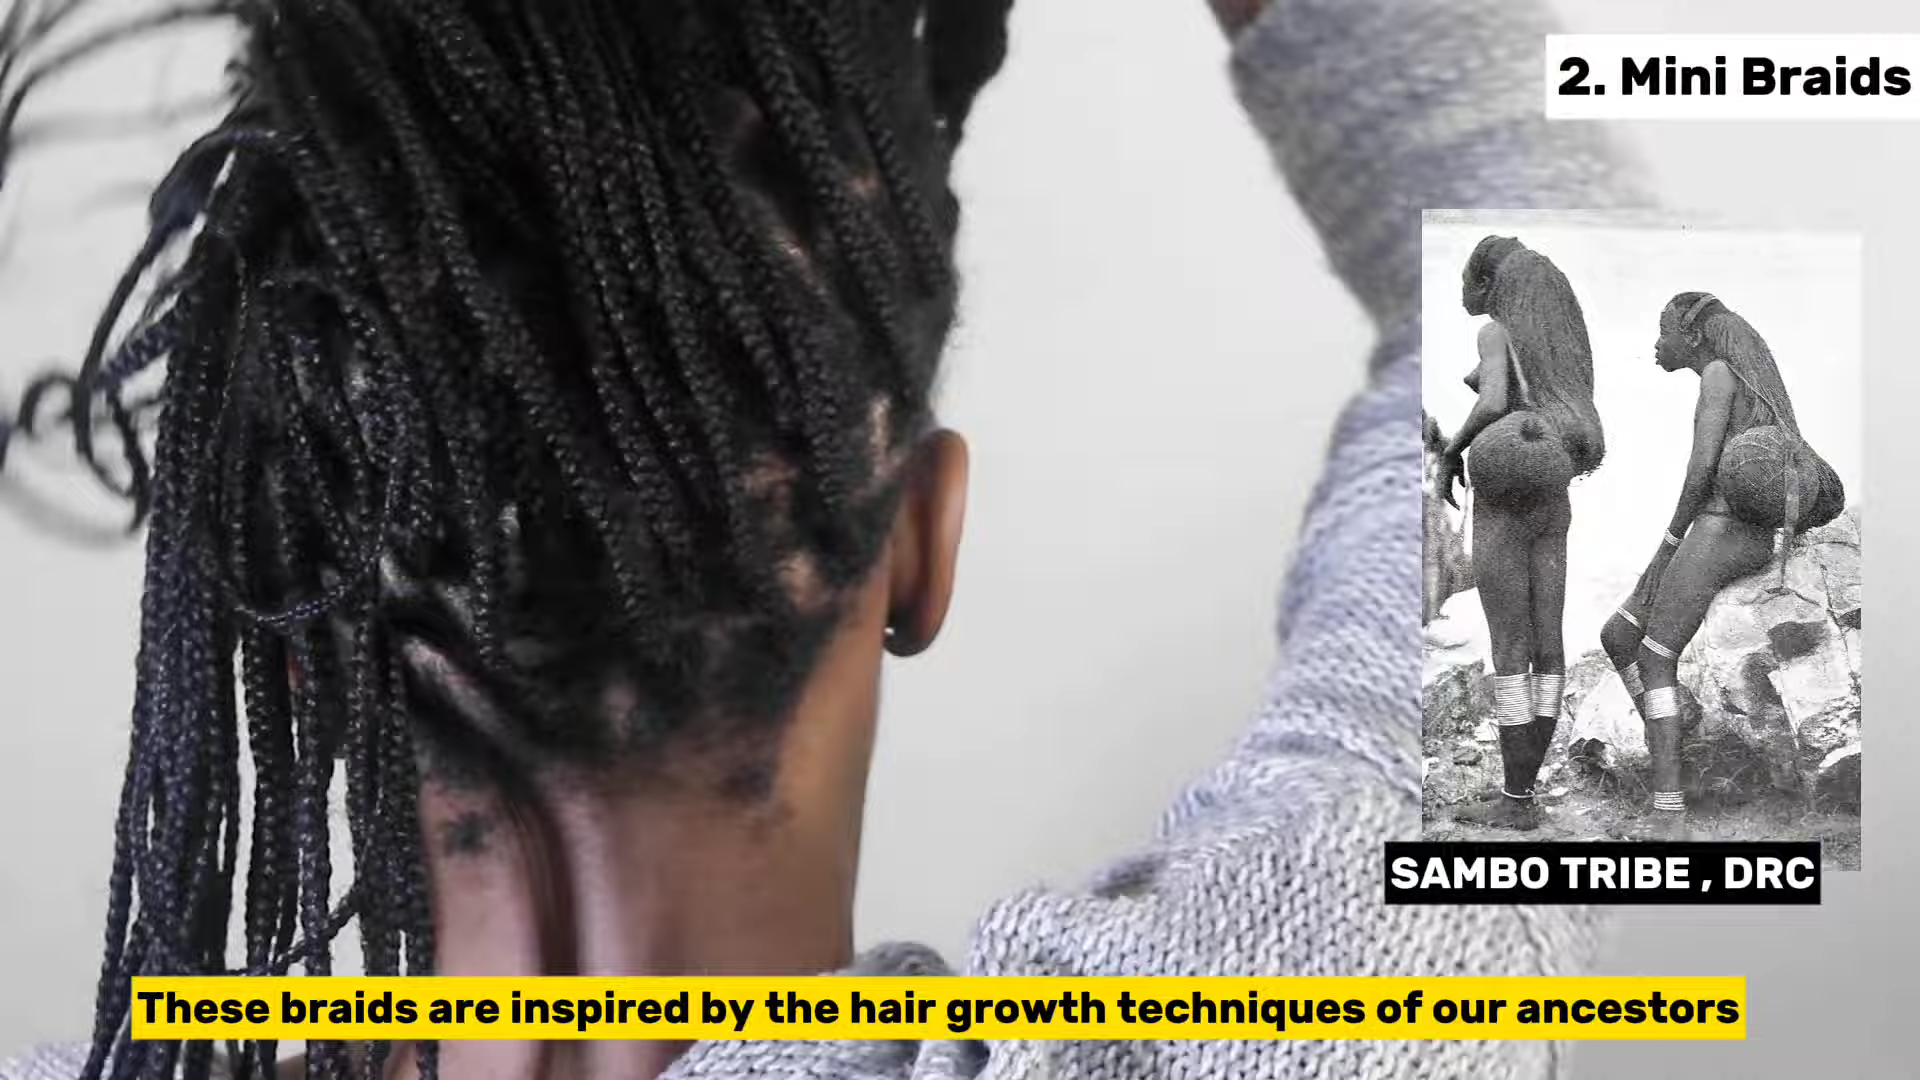 2. Mini Braids
SAMBO TRIBE , DRC
These braids are inspired by the hair growth techniques of our ancestors